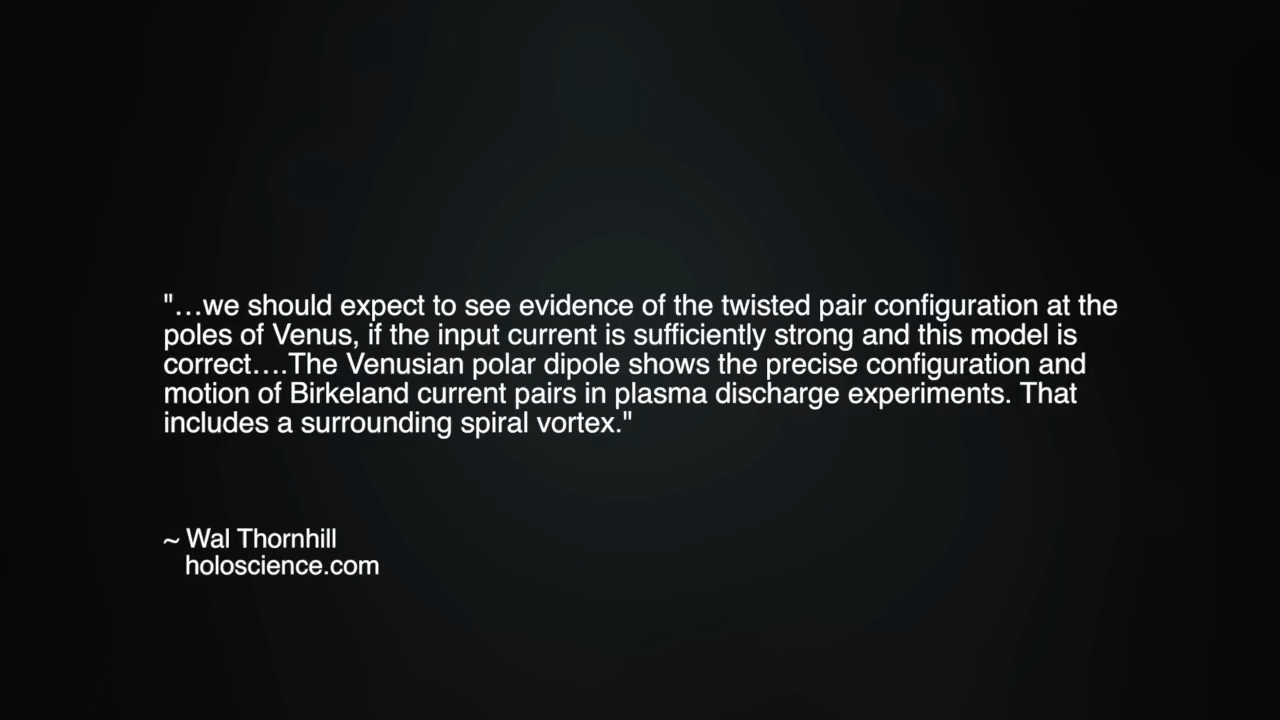 "…we should expect to see evidence of the twisted pair configuration at the
poles of Venus, if the input current is sufficiently strong and this model is
correct….The Venusian polar dipole shows the precise configuration and
motion of Birkeland current pairs in plasma discharge experiments. That
includes a surrounding spiral vortex."
~ Wal Thornhill
holoscience.com